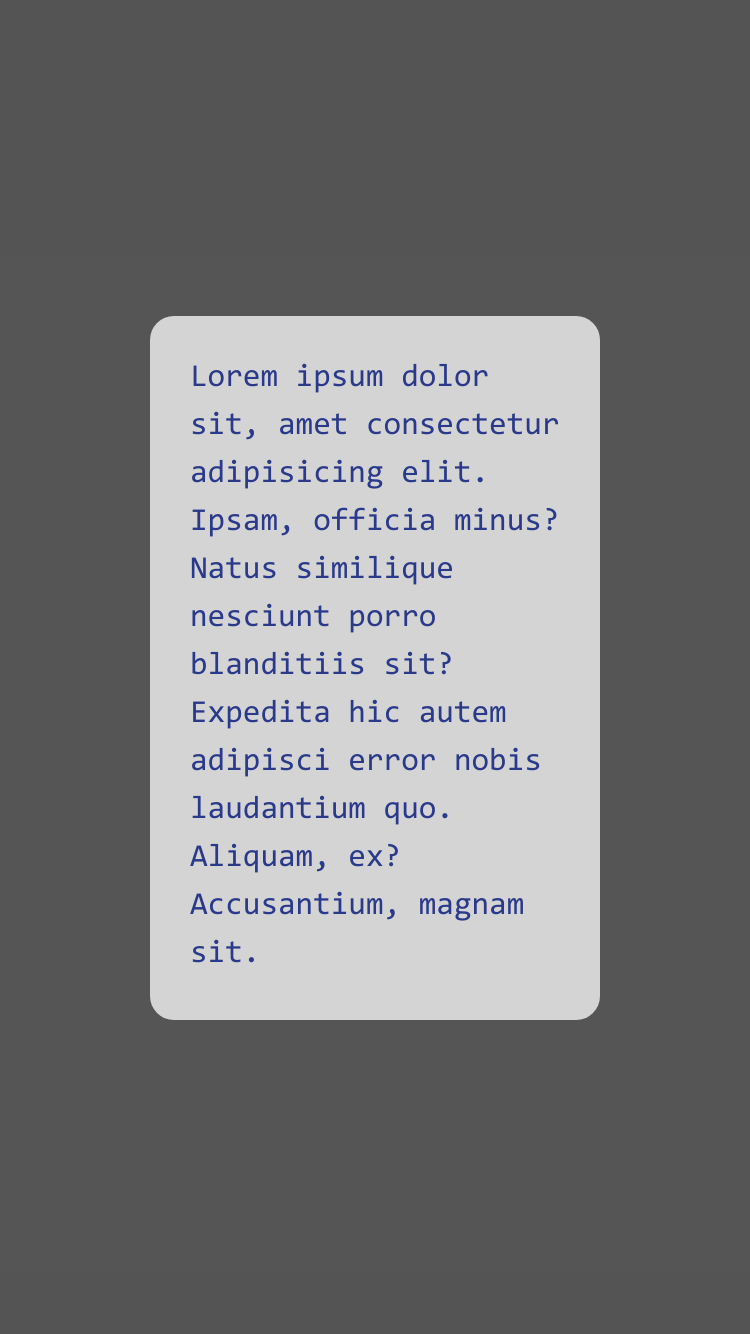 Lorem ipsum dolor
sit, amet consectetur
adipisicing elit.
Ipsam, officia minus?
Natus similique
nesciunt porro
blanditiis sit?
Expedita hic autem
adipisci error nobis
laudantium quo.
Aliquam, ex?
Accusantium, magnam
sit.